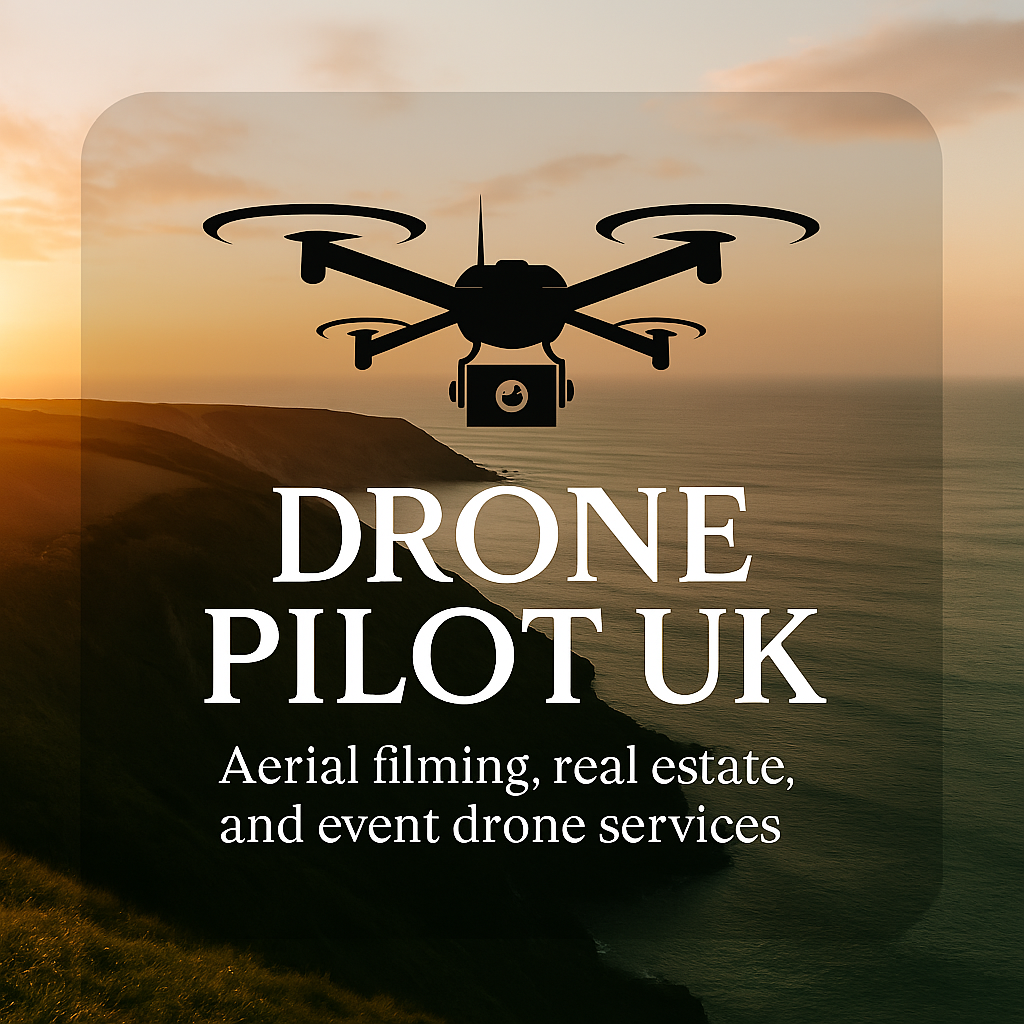 DRONE
PILOT UK
Aerial filming, real estate,
and event drone services